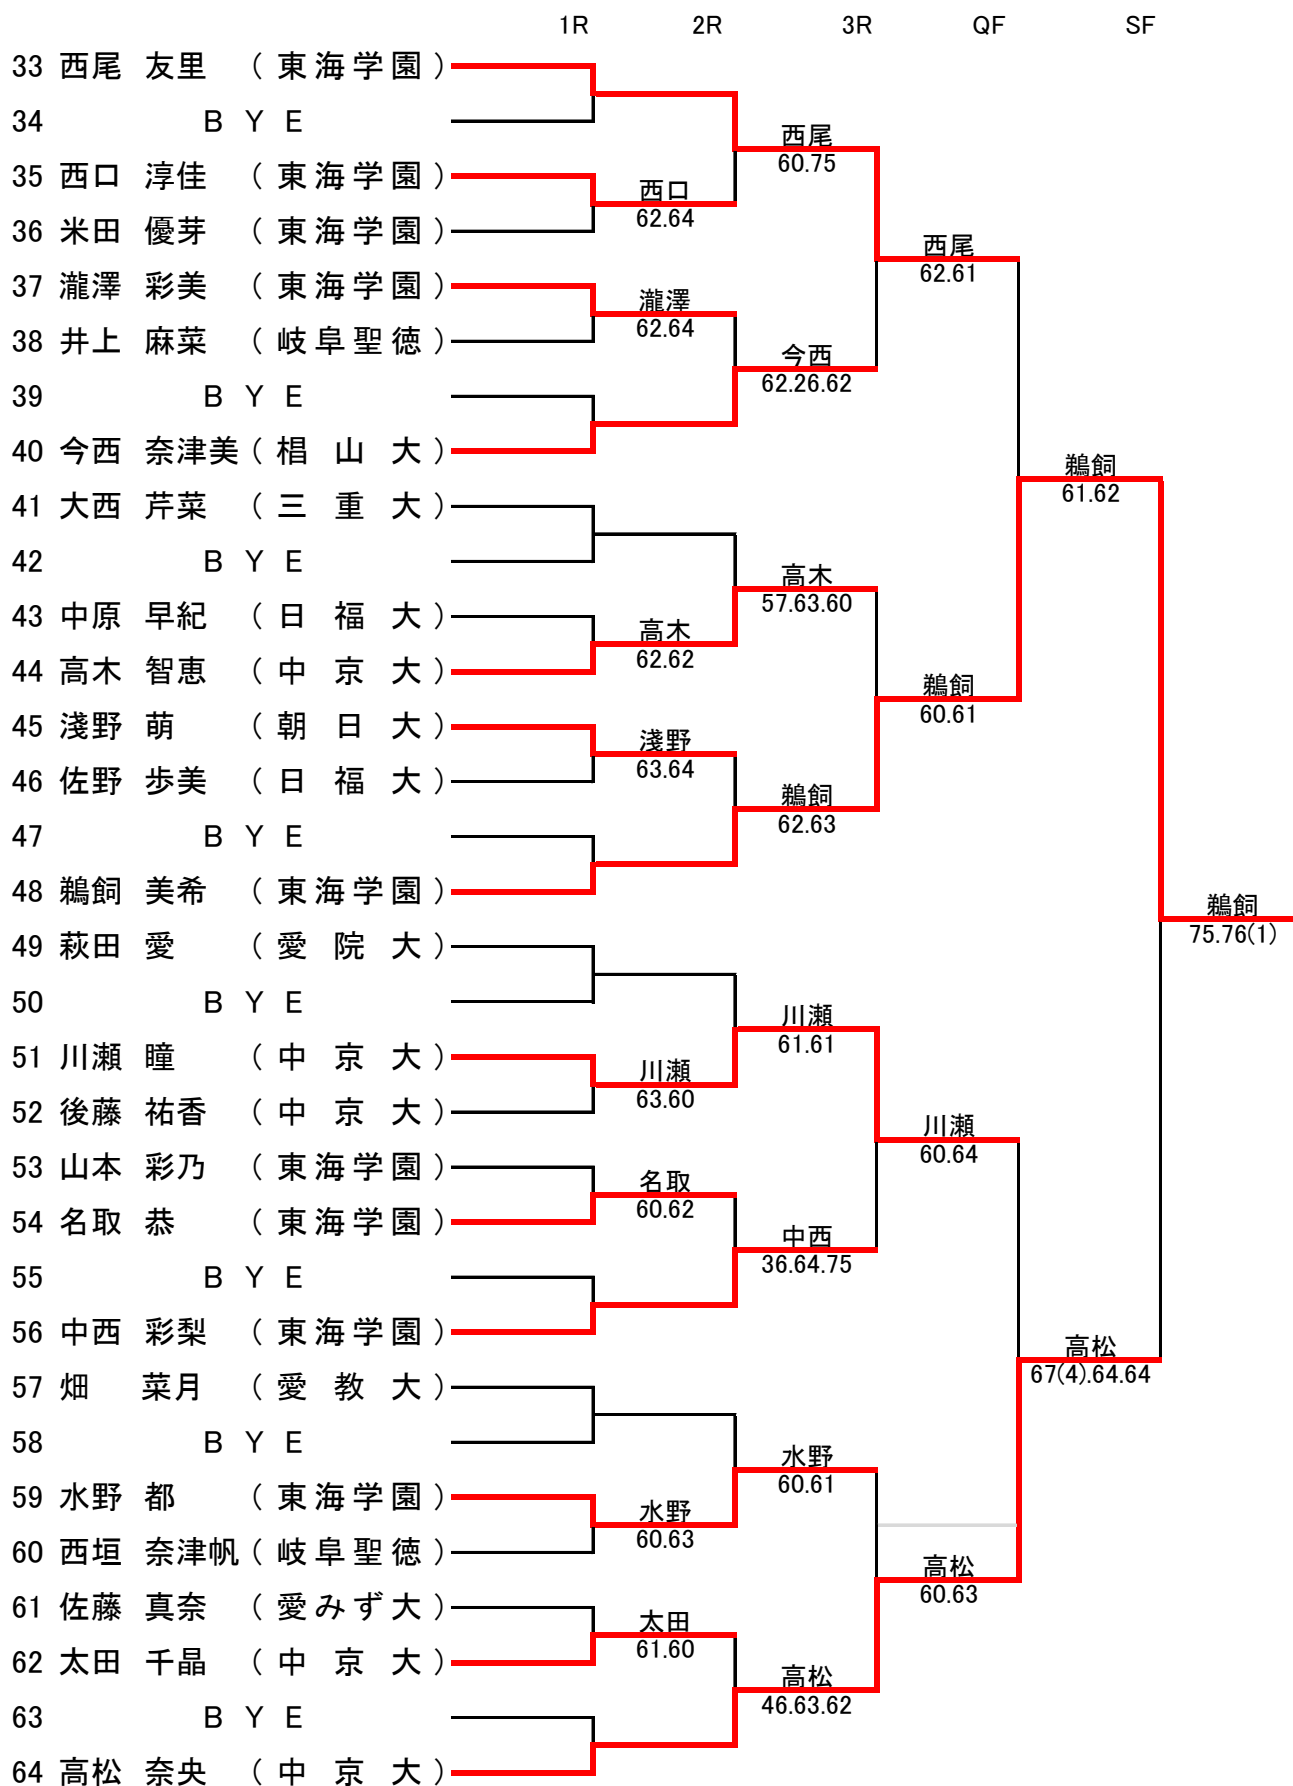 1R 2R 3R QF SF
33 西尾 友里 (東海学園)
34 BYE
西尾
60.75
35 西口 淳佳 (東海学園)
西口
62.64
36 米田 優芽 (東海学園)
西尾
62.61
37 瀧澤 彩美 (東海学園)
瀧澤
62.64
38 井上 麻菜 (岐阜聖徳)
今西
62.26.62
39 BYE
40 今西 奈津美 (椙山大)
鵜飼
61.62
41 大西 芹菜 (三重大)
42 BYE
高木
57.63.60
43 中原 早紀 (日福大)
高木
62.62
44 高木 智恵 (中京大)
鵜飼
60.61
45 淺野 萌 (朝日大)
淺野
63.64
46 佐野 歩美 (日福大)
鵜飼
62.63
47 BYE
48 鵜飼 美希 (東海学園)
鵜飼
75.76(1)
49 萩田 愛 (愛院大)
50 BYE
川瀬
61.61
51 川瀬 瞳 (中京大)
川瀬
63.60
52 後藤 祐香 (中京大)
川瀬
60.64
53 山本 彩乃 (東海学園)
名取
60.62
54 名取 恭 (東海学園)
中西
36.64.75
55 BYE
56 中西 彩梨 (東海学園)
高松
67(4).64.64
57 畑 菜月 (愛教大)
58 BYE
水野
60.61
59 水野 都 (東海学園)
水野
60.63
60 西垣 奈津帆 (岐阜聖徳)
高松
60.63
61 佐藤 真奈 (愛みず大)
太田
61.60
62 太田 千晶 (中京大)
高松
46.63.62
63 BYE
64 高松 奈央 (中京大)